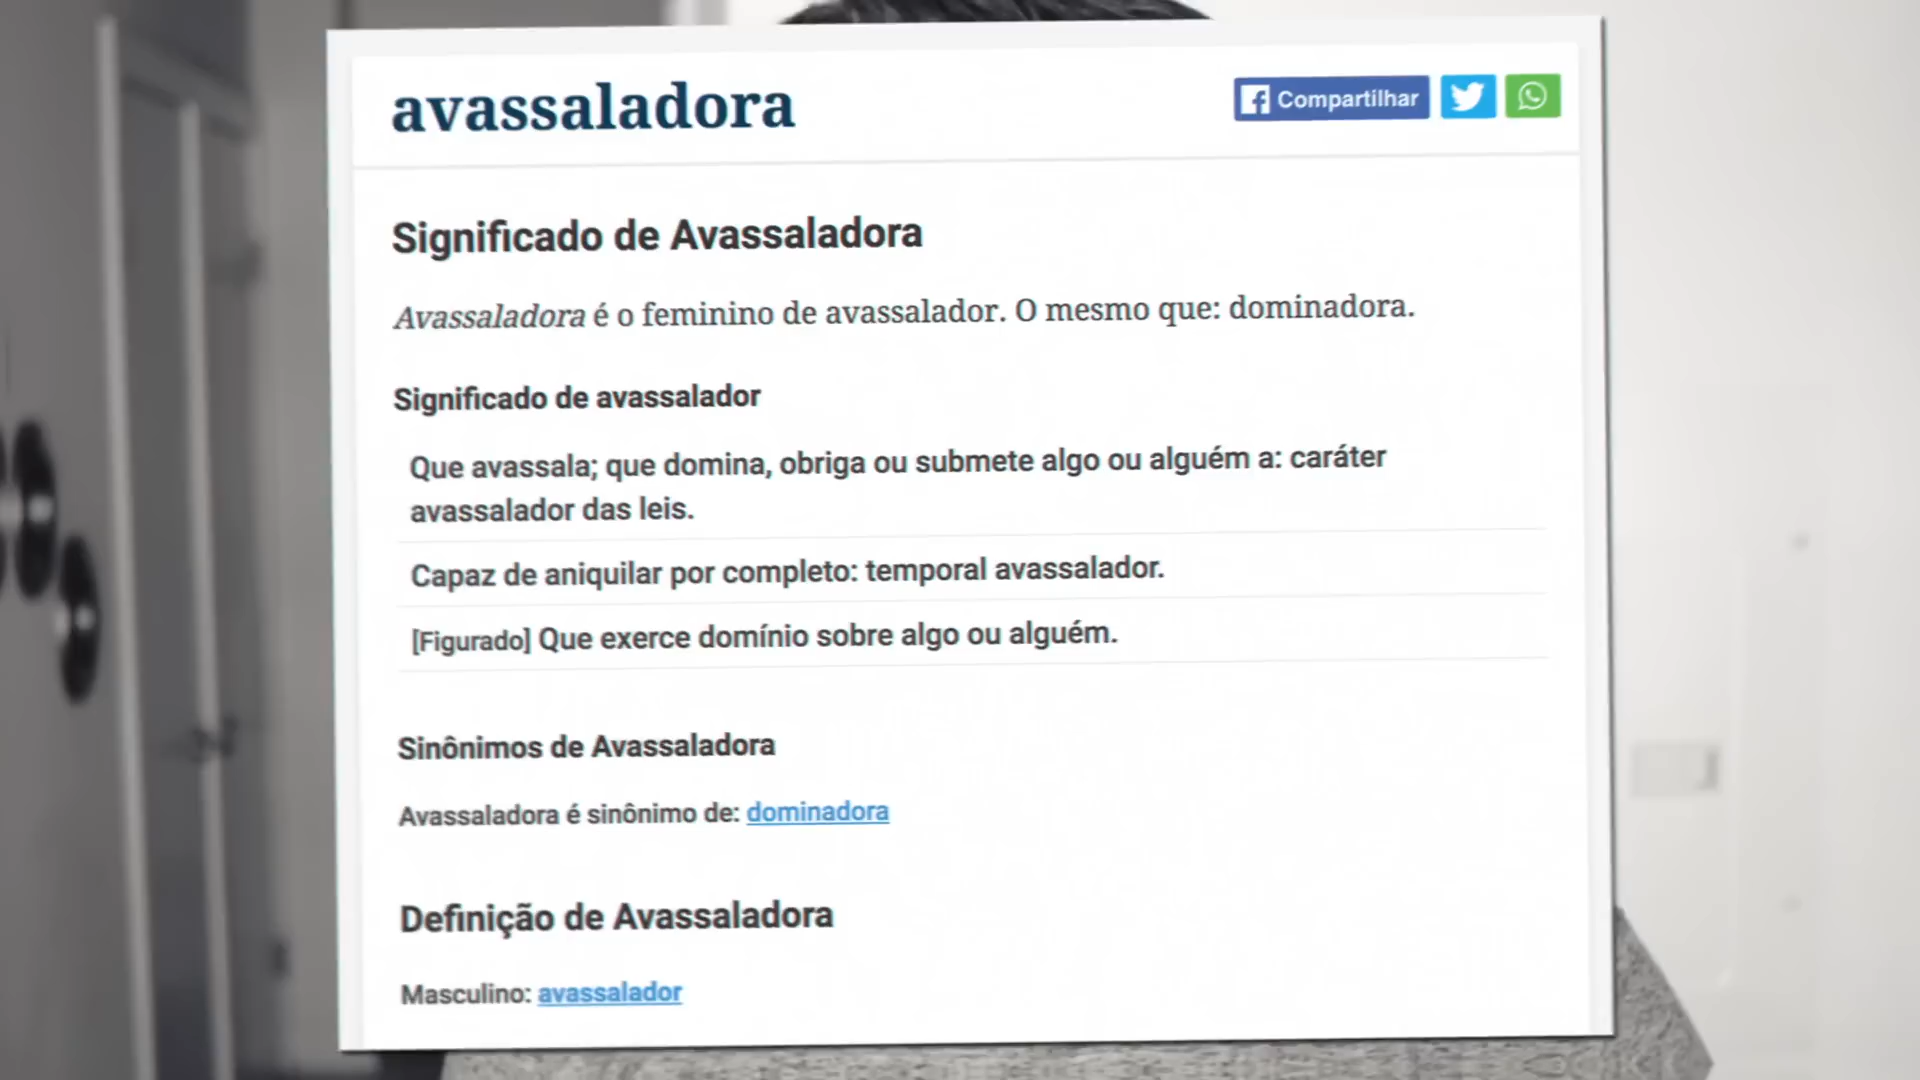 avassaladora
Compartilhar
Significado de Avassaladora
Avassaladora é o feminino de avassalador. O mesmo que: dominadora.
Significado de avassalador
Que avassala; que domina, obriga ou submete algo ou alguém a: caráter
avassalador das leis.
Capaz de aniquilar por completo: temporal avassalador.
[Figurado] Que exerce domínio sobre algo ou alguém.
Sinônimos de Avassaladora
Avassaladora é sinônimo de: dominadora
Definição de Avassaladora
Masculino: avassalador